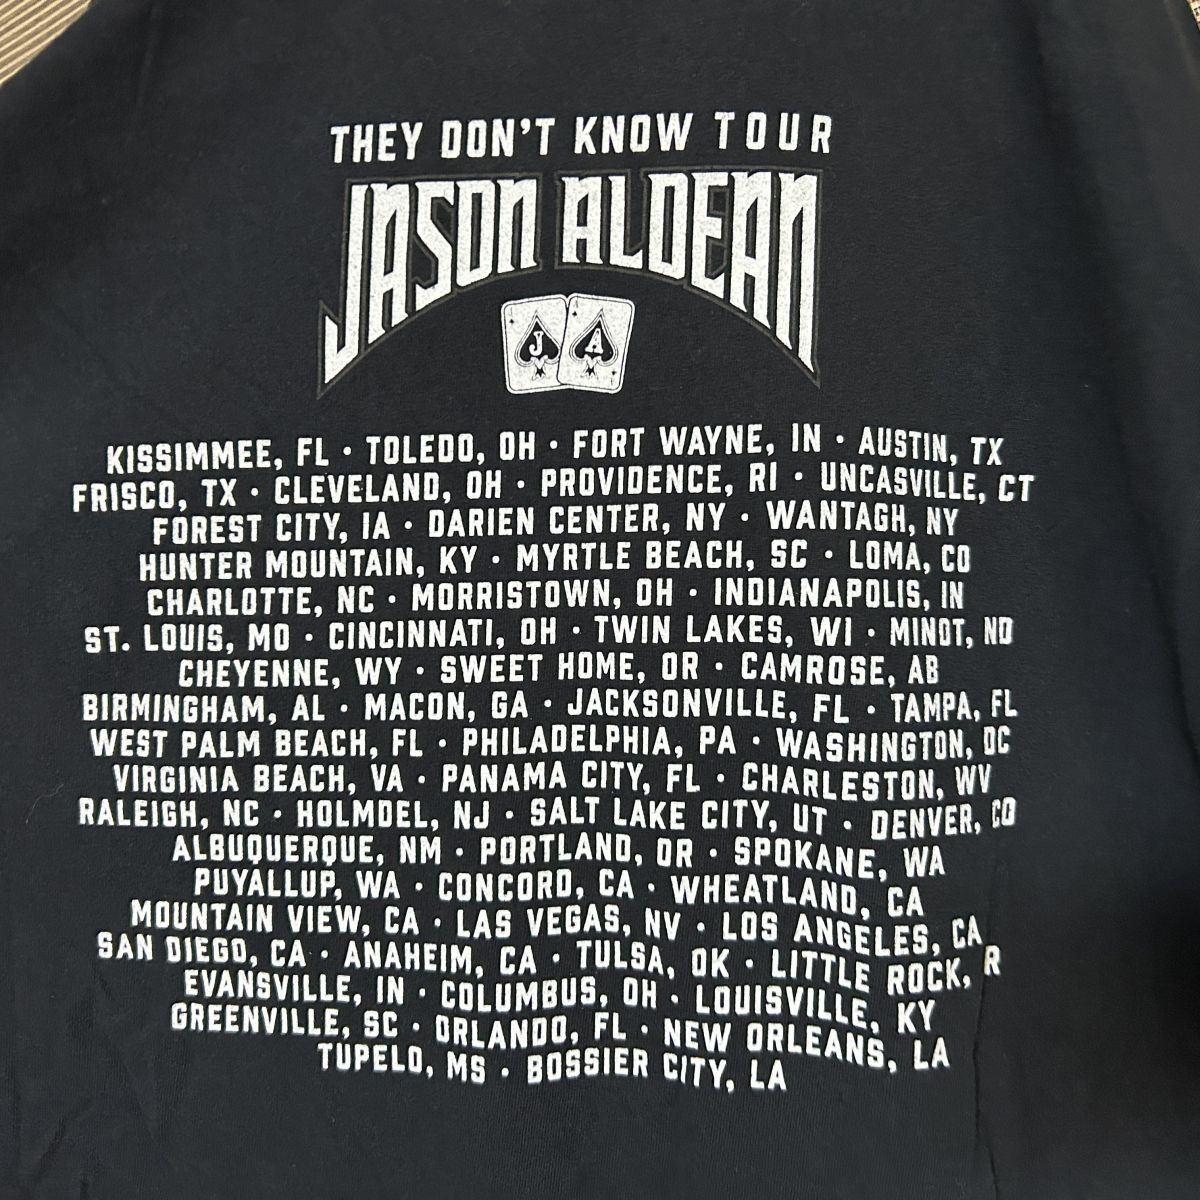 THEY DON'T KNOW TOUR
JASON ALDEAN
J A
KISSIMMEE, FL · TOLEDO, OH · FORT WAYNE, IN · AUSTIN, TX
FRISCO, TX · CLEVELAND, OH · PROVIDENCE, RI · UNCASVILLE, CT
FOREST CITY, IA · DARIEN CENTER, NY · WANTAGH, NY
HUNTER MOUNTAIN, KY · MYRTLE BEACH, SC · LOMA, CO
CHARLOTTE, NC · MORRISTOWN, OH · INDIANAPOLIS, IN
ST. LOUIS, MO · CINCINNATI, OH · TWIN LAKES, WI · MINOT, ND
CHEYENNE, WY · SWEET HOME, OR · CAMROSE, AB
BIRMINGHAM, AL · MACON, GA · JACKSONVILLE, FL · TAMPA, FL
WEST PALM BEACH, FL · PHILADELPHIA, PA · WASHINGTON, DC
VIRGINIA BEACH, VA · PANAMA CITY, FL · CHARLESTON, WV
RALEIGH, NC · HOLMDEL, NJ · SALT LAKE CITY, UT · DENVER, CO
ALBUQUERQUE, NM · PORTLAND, OR · SPOKANE, WA
PUYALLUP, WA · CONCORD, CA · WHEATLAND, CA
MOUNTAIN VIEW, CA · LAS VEGAS, NV · LOS ANGELES, CA
SAN DIEGO, CA · ANAHEIM, CA · TULSA, OK · LITTLE ROCK, R
EVANSVILLE, IN · COLUMBUS, OH · LOUISVILLE, KY
GREENVILLE, SC · ORLANDO, FL · NEW ORLEANS, LA
TUPELO, MS · BOSSIER CITY, LA